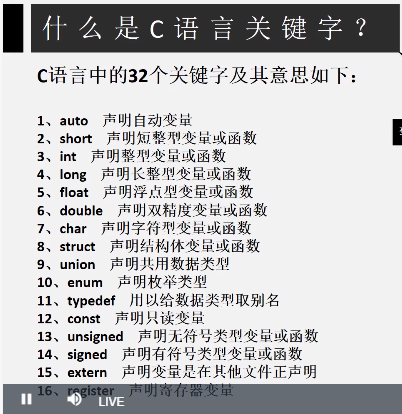 什么是C语言关键字？
C语言中的32个关键字及其意思如下：
1、auto 声明自动变量
2、short 声明短整型变量或函数
3、int 声明整型变量或函数
4、long 声明长整型变量或函数
5、float 声明浮点型变量或函数
6、double 声明双精度变量或函数
7、char 声明字符型变量或函数
8、struct 声明结构体变量或函数
9、union 声明共用数据类型
10、enum 声明枚举类型
11、typedef 用以给数据类型取别名
12、const 声明只读变量
13、unsigned 声明无符号类型变量或函数
14、signed 声明有符号类型变量或函数
15、extern 声明变量是在其他文件正声明
16、register 声明寄存器变量
LIVE